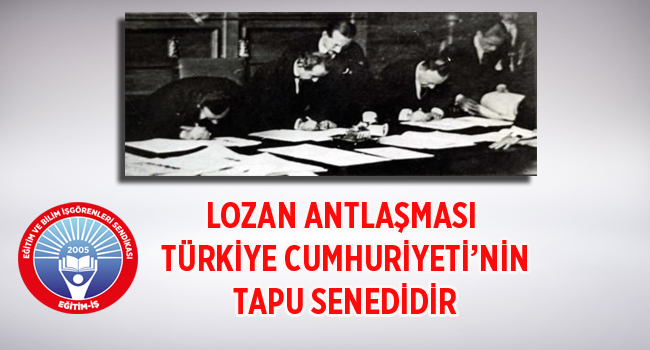 LOZAN ANTLAŞMASI
TÜRKİYE CUMHURİYETİ’NİN
TAPU SENEDİDİR
EĞİTİM VE BİLİM İŞGÖRENLERİ SENDİKASI
2005
EĞİTİM-İŞ